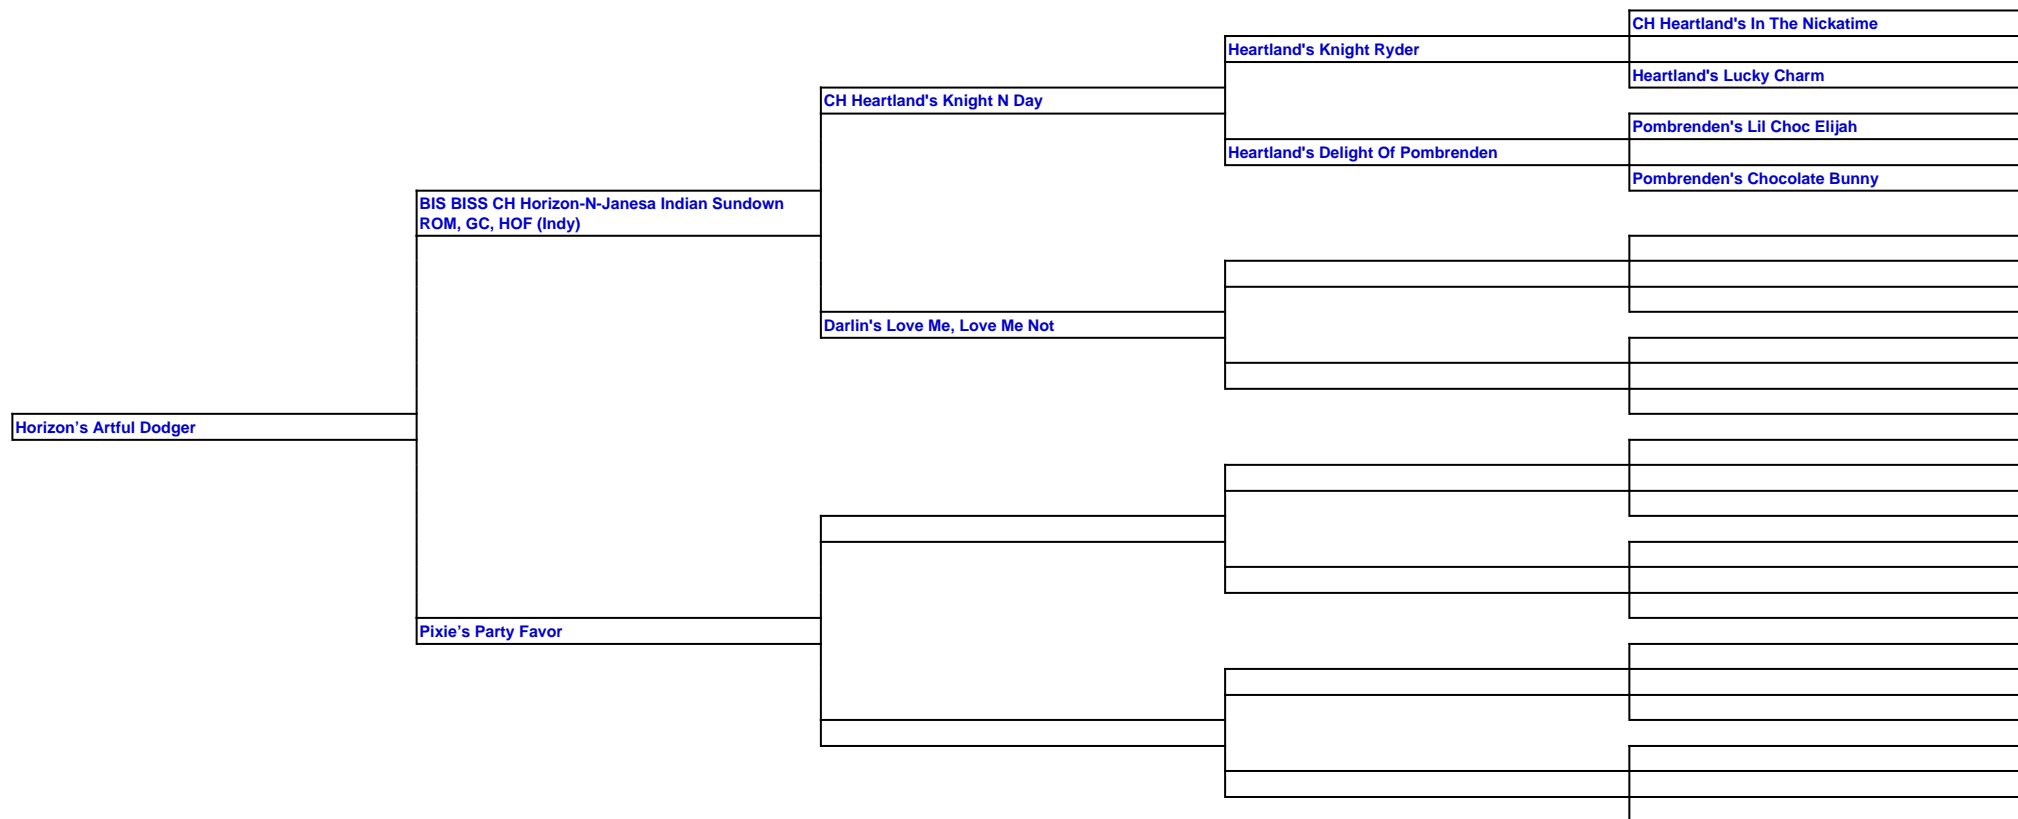 CH Heartland's In The Nickatime
Heartland's Knight Ryder
Heartland's Lucky Charm
CH Heartland's Knight N Day
Pombrenden's Lil Choc Elijah
Heartland's Delight Of Pombrenden
Pombrenden's Chocolate Bunny
BIS BISS CH Horizon-N-Janesa Indian Sundown
ROM, GC, HOF (Indy)
Darlin's Love Me, Love Me Not
Horizon’s Artful Dodger
Pixie’s Party Favor